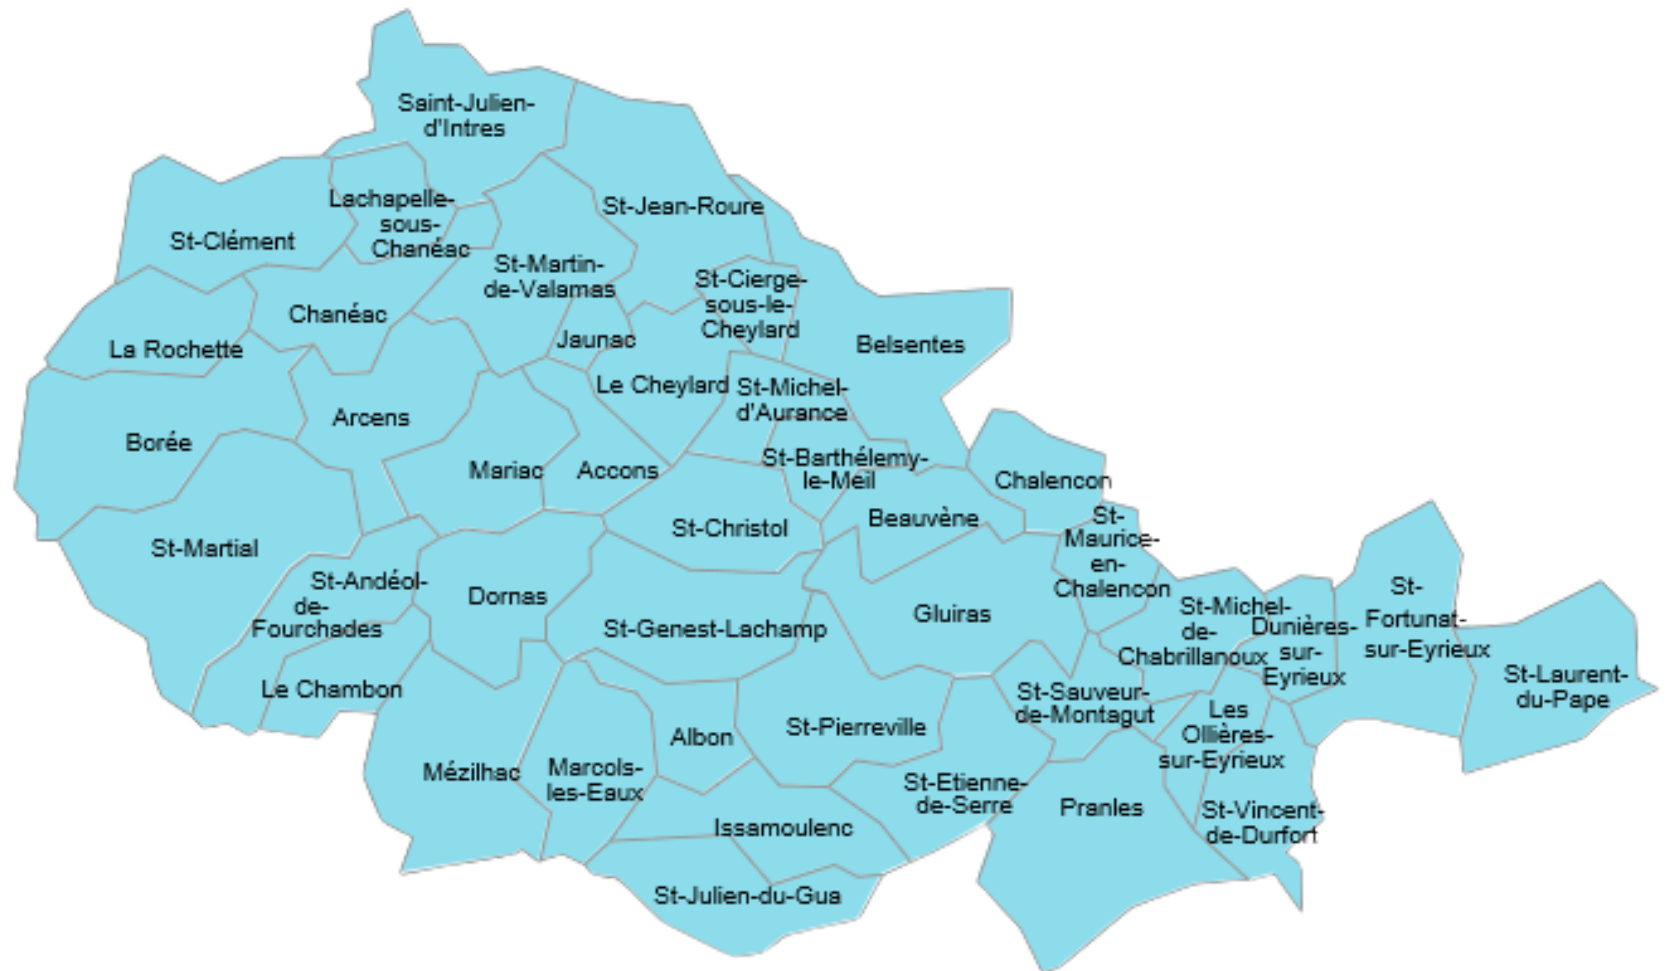 Saint-Julien-
d'Intres
Lachapelle-
sous-
Chanéac
St-Jean-Roure
St-Clément
St-Martin-
de-Valamas
St-Cierge-
sous-le-
Cheylard
Chanéac
Jaunac
La Rochette
Belsentes
Le Cheylard
St-Michel-
d'Aurance
Arcens
Borée
Mariac
Accons
St-Barthélemy-
le-Meil
Chalencon
St-Christol
Beauvène
St-
Maurice-
en-
Chalencon
St-Martial
St-Andéol-
de-
Fourchades
Dornas
St-Genest-Lachamp
Gluiras
St-Michel-
de-
Chabrillanoux
Dunières-
sur-
Eyrieux
St-
Fortunat-
sur-Eyrieux
St-Laurent-
du-Pape
Le Chambon
St-Sauveur-
de-Montagut
Les
Ollières-
sur-Eyrieux
Albon
St-Pierreville
Mézilhac
Marcols-
les-Eaux
St-Etienne-
de-Serre
Pranles
St-Vincent-
de-Durfort
Issamoulenc
St-Julien-du-Gua